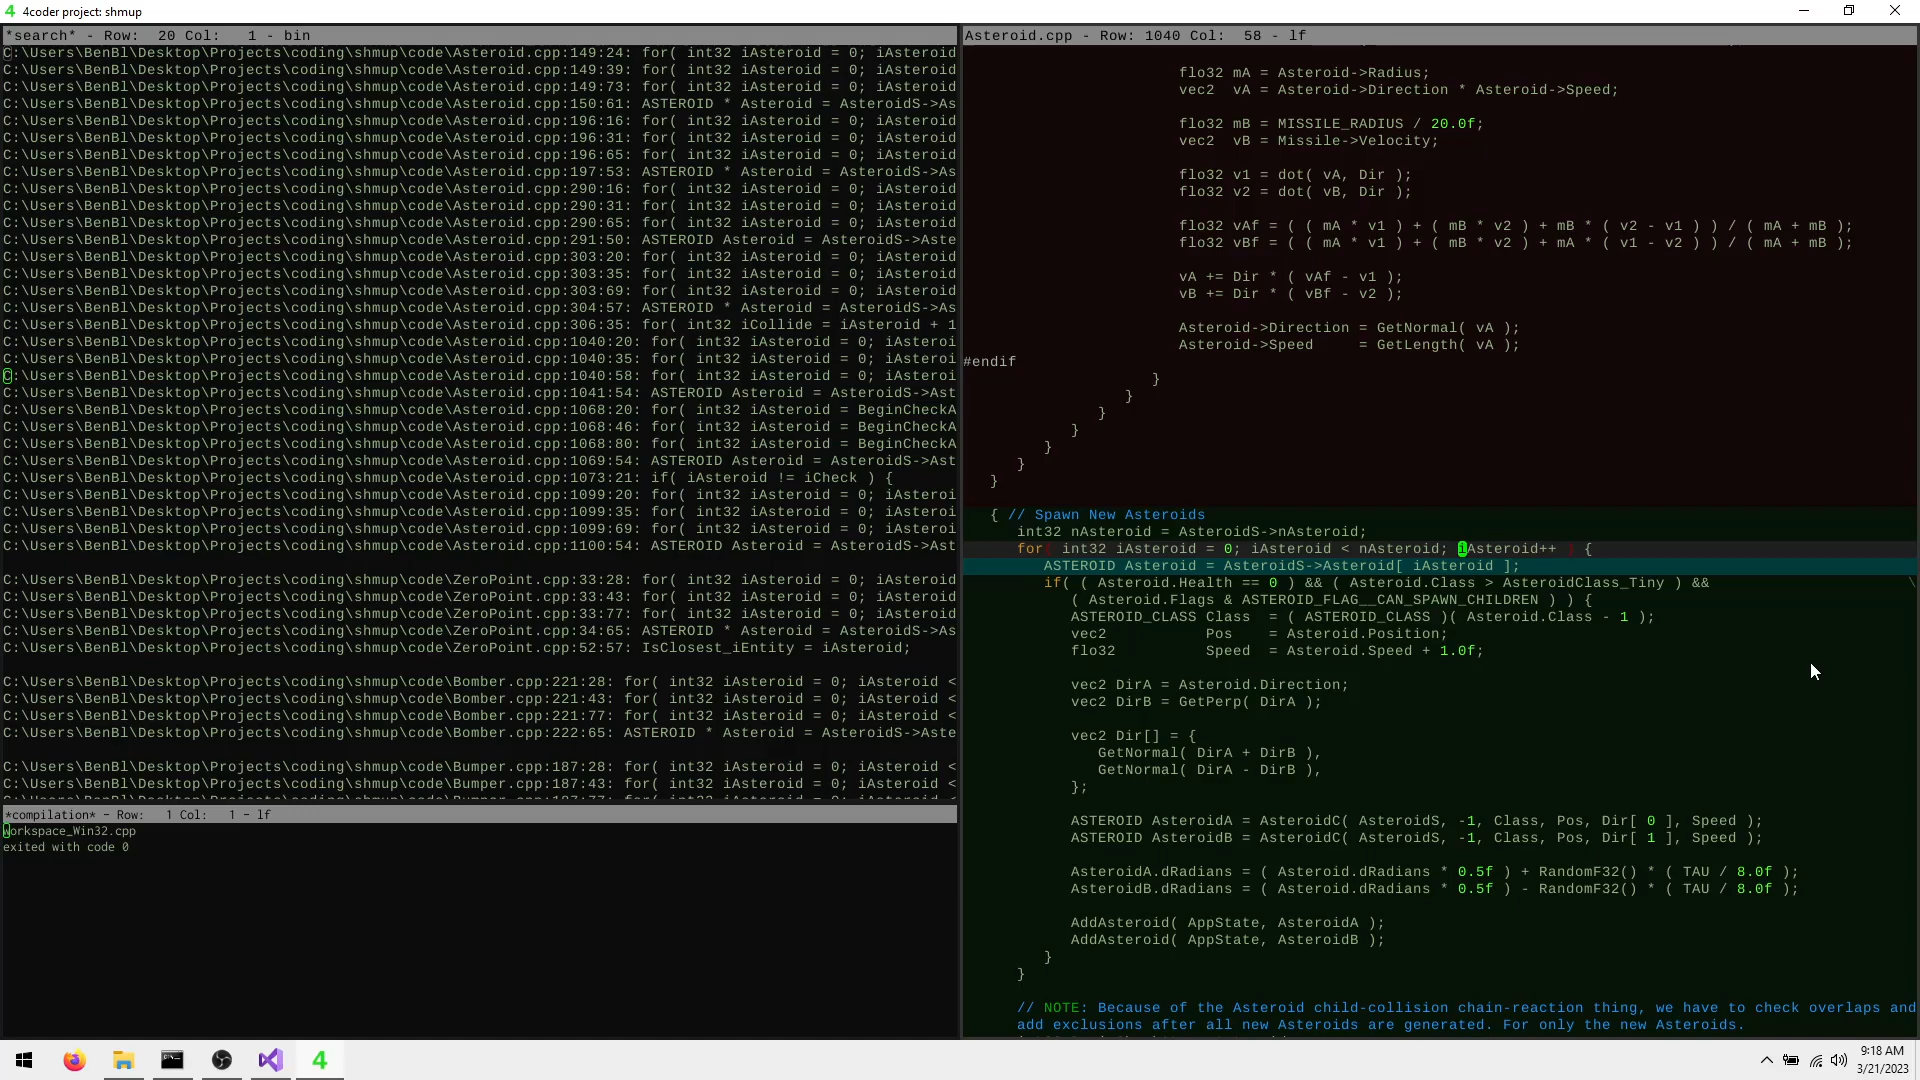 4 4coder project: shmup
*search* - Row:  20 Col:   1 - bin
C:\Users\BenBl\Desktop\Projects\coding\shmup\code\Asteroid.cpp:149:24: for( int32 iAsteroid = 0; iAsteroid
C:\Users\BenBl\Desktop\Projects\coding\shmup\code\Asteroid.cpp:149:39: for( int32 iAsteroid = 0; iAsteroid
C:\Users\BenBl\Desktop\Projects\coding\shmup\code\Asteroid.cpp:149:73: for( int32 iAsteroid = 0; iAsteroid
C:\Users\BenBl\Desktop\Projects\coding\shmup\code\Asteroid.cpp:150:61: ASTEROID * Asteroid = AsteroidS->As
C:\Users\BenBl\Desktop\Projects\coding\shmup\code\Asteroid.cpp:196:16: for( int32 iAsteroid = 0; iAsteroid
C:\Users\BenBl\Desktop\Projects\coding\shmup\code\Asteroid.cpp:196:31: for( int32 iAsteroid = 0; iAsteroid
C:\Users\BenBl\Desktop\Projects\coding\shmup\code\Asteroid.cpp:196:65: for( int32 iAsteroid = 0; iAsteroid
C:\Users\BenBl\Desktop\Projects\coding\shmup\code\Asteroid.cpp:197:53: ASTEROID * Asteroid = AsteroidS->As
C:\Users\BenBl\Desktop\Projects\coding\shmup\code\Asteroid.cpp:290:16: for( int32 iAsteroid = 0; iAsteroid
C:\Users\BenBl\Desktop\Projects\coding\shmup\code\Asteroid.cpp:290:31: for( int32 iAsteroid = 0; iAsteroid
C:\Users\BenBl\Desktop\Projects\coding\shmup\code\Asteroid.cpp:290:65: for( int32 iAsteroid = 0; iAsteroid
C:\Users\BenBl\Desktop\Projects\coding\shmup\code\Asteroid.cpp:291:50: ASTEROID Asteroid = AsteroidS->Aste
C:\Users\BenBl\Desktop\Projects\coding\shmup\code\Asteroid.cpp:303:20: for( int32 iAsteroid = 0; iAsteroid
C:\Users\BenBl\Desktop\Projects\coding\shmup\code\Asteroid.cpp:303:35: for( int32 iAsteroid = 0; iAsteroid
C:\Users\BenBl\Desktop\Projects\coding\shmup\code\Asteroid.cpp:303:69: for( int32 iAsteroid = 0; iAsteroid
C:\Users\BenBl\Desktop\Projects\coding\shmup\code\Asteroid.cpp:304:57: ASTEROID * Asteroid = AsteroidS->As
C:\Users\BenBl\Desktop\Projects\coding\shmup\code\Asteroid.cpp:306:35: for( int32 iCollide = iAsteroid + 1
C:\Users\BenBl\Desktop\Projects\coding\shmup\code\Asteroid.cpp:1040:20: for( int32 iAsteroid = 0; iAsteroi
C:\Users\BenBl\Desktop\Projects\coding\shmup\code\Asteroid.cpp:1040:35: for( int32 iAsteroid = 0; iAsteroi
C:\Users\BenBl\Desktop\Projects\coding\shmup\code\Asteroid.cpp:1040:58: for( int32 iAsteroid = 0; iAsteroi
C:\Users\BenBl\Desktop\Projects\coding\shmup\code\Asteroid.cpp:1041:54: ASTEROID Asteroid = AsteroidS->Ast
C:\Users\BenBl\Desktop\Projects\coding\shmup\code\Asteroid.cpp:1068:20: for( int32 iAsteroid = BeginCheckA
C:\Users\BenBl\Desktop\Projects\coding\shmup\code\Asteroid.cpp:1068:46: for( int32 iAsteroid = BeginCheckA
C:\Users\BenBl\Desktop\Projects\coding\shmup\code\Asteroid.cpp:1068:80: for( int32 iAsteroid = BeginCheckA
C:\Users\BenBl\Desktop\Projects\coding\shmup\code\Asteroid.cpp:1069:54: ASTEROID Asteroid = AsteroidS->Ast
C:\Users\BenBl\Desktop\Projects\coding\shmup\code\Asteroid.cpp:1073:21: if( iAsteroid != iCheck ) {
C:\Users\BenBl\Desktop\Projects\coding\shmup\code\Asteroid.cpp:1099:20: for( int32 iAsteroid = 0; iAsteroi
C:\Users\BenBl\Desktop\Projects\coding\shmup\code\Asteroid.cpp:1099:35: for( int32 iAsteroid = 0; iAsteroi
C:\Users\BenBl\Desktop\Projects\coding\shmup\code\Asteroid.cpp:1099:69: for( int32 iAsteroid = 0; iAsteroi
C:\Users\BenBl\Desktop\Projects\coding\shmup\code\Asteroid.cpp:1100:54: ASTEROID Asteroid = AsteroidS->Ast
C:\Users\BenBl\Desktop\Projects\coding\shmup\code\ZeroPoint.cpp:33:28: for( int32 iAsteroid = 0; iAsteroid
C:\Users\BenBl\Desktop\Projects\coding\shmup\code\ZeroPoint.cpp:33:43: for( int32 iAsteroid = 0; iAsteroid
C:\Users\BenBl\Desktop\Projects\coding\shmup\code\ZeroPoint.cpp:33:77: for( int32 iAsteroid = 0; iAsteroid
C:\Users\BenBl\Desktop\Projects\coding\shmup\code\ZeroPoint.cpp:34:65: ASTEROID * Asteroid = AsteroidS->As
C:\Users\BenBl\Desktop\Projects\coding\shmup\code\ZeroPoint.cpp:52:57: IsClosest_iEntity = iAsteroid;
C:\Users\BenBl\Desktop\Projects\coding\shmup\code\Bomber.cpp:221:28: for( int32 iAsteroid = 0; iAsteroid <
C:\Users\BenBl\Desktop\Projects\coding\shmup\code\Bomber.cpp:221:43: for( int32 iAsteroid = 0; iAsteroid <
C:\Users\BenBl\Desktop\Projects\coding\shmup\code\Bomber.cpp:221:77: for( int32 iAsteroid = 0; iAsteroid <
C:\Users\BenBl\Desktop\Projects\coding\shmup\code\Bomber.cpp:222:65: ASTEROID * Asteroid = AsteroidS->Aste
C:\Users\BenBl\Desktop\Projects\coding\shmup\code\Bumper.cpp:187:28: for( int32 iAsteroid = 0; iAsteroid <
C:\Users\BenBl\Desktop\Projects\coding\shmup\code\Bumper.cpp:187:43: for( int32 iAsteroid = 0; iAsteroid <
*compilation* - Row:   1 Col:   1 - lf
workspace_Win32.cpp
exited with code 0
Asteroid.cpp - Row: 1040 Col:  58 - lf
flo32 mA = Asteroid->Radius;
vec2  vA = Asteroid->Direction * Asteroid->Speed;
flo32 mB = MISSILE_RADIUS / 20.0f;
vec2  vB = Missile->Velocity;
flo32 v1 = dot( vA, Dir );
flo32 v2 = dot( vB, Dir );
flo32 vAf = ( ( mA * v1 ) + ( mB * v2 ) + mB * ( v2 - v1 ) ) / ( mA + mB );
flo32 vBf = ( ( mA * v1 ) + ( mB * v2 ) + mA * ( v1 - v2 ) ) / ( mA + mB );
vA += Dir * ( vAf - v1 );
vB += Dir * ( vBf - v2 );
Asteroid->Direction = GetNormal( vA );
Asteroid->Speed     = GetLength( vA );
#endif
}
}
}
}
}
}
}
{ // Spawn New Asteroids
int32 nAsteroid = AsteroidS->nAsteroid;
for( int32 iAsteroid = 0; iAsteroid < nAsteroid; iAsteroid++ ) {
ASTEROID Asteroid = AsteroidS->Asteroid[ iAsteroid ];
if( ( Asteroid.Health == 0 ) && ( Asteroid.Class > AsteroidClass_Tiny ) && \
( Asteroid.Flags & ASTEROID_FLAG__CAN_SPAWN_CHILDREN ) ) {
ASTEROID_CLASS Class  = ( ASTEROID_CLASS )( Asteroid.Class - 1 );
vec2           Pos    = Asteroid.Position;
flo32          Speed  = Asteroid.Speed + 1.0f;
vec2 DirA = Asteroid.Direction;
vec2 DirB = GetPerp( DirA );
vec2 Dir[] = {
GetNormal( DirA + DirB ),
GetNormal( DirA - DirB ),
};
ASTEROID AsteroidA = AsteroidC( AsteroidS, -1, Class, Pos, Dir[ 0 ], Speed );
ASTEROID AsteroidB = AsteroidC( AsteroidS, -1, Class, Pos, Dir[ 1 ], Speed );
AsteroidA.dRadians = ( Asteroid.dRadians * 0.5f ) + RandomF32() * ( TAU / 8.0f );
AsteroidB.dRadians = ( Asteroid.dRadians * 0.5f ) - RandomF32() * ( TAU / 8.0f );
AddAsteroid( AppState, AsteroidA );
AddAsteroid( AppState, AsteroidB );
}
}
// NOTE: Because of the Asteroid child-collision chain-reaction thing, we have to check overlaps and
add exclusions after all new Asteroids are generated. For only the new Asteroids.
4
9:18 AM
3/21/2023